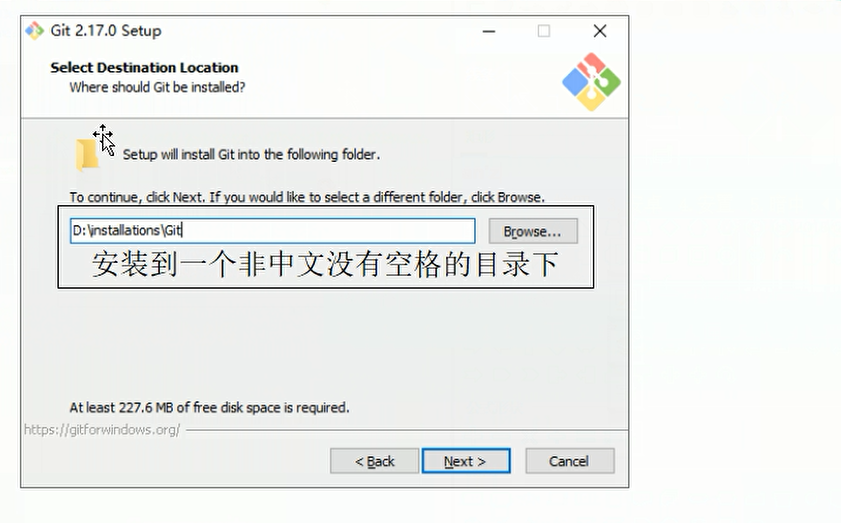 Git 2.17.0 Setup
Select Destination Location
Where should Git be installed?
Setup will install Git into the following folder.
To continue, click Next. If you would like to select a different folder, click Browse.
D:\installations\Git
Browse...
安装到一个非中文没有空格的目录下
At least 227.6 MB of free disk space is required.
https://gitforwindows.org/
< Back
Next >
Cancel